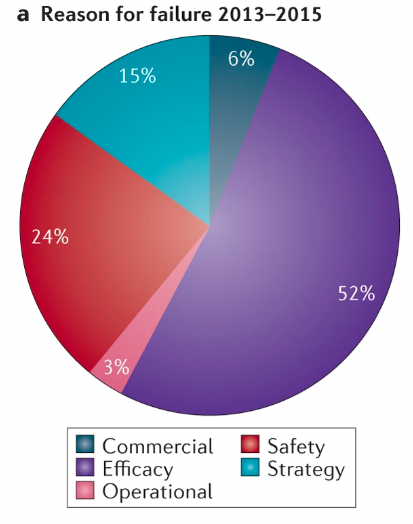 a Reason for failure 2013–2015
6%
15%
24%
52%
3%
Commercial
Safety
Efficacy
Strategy
Operational